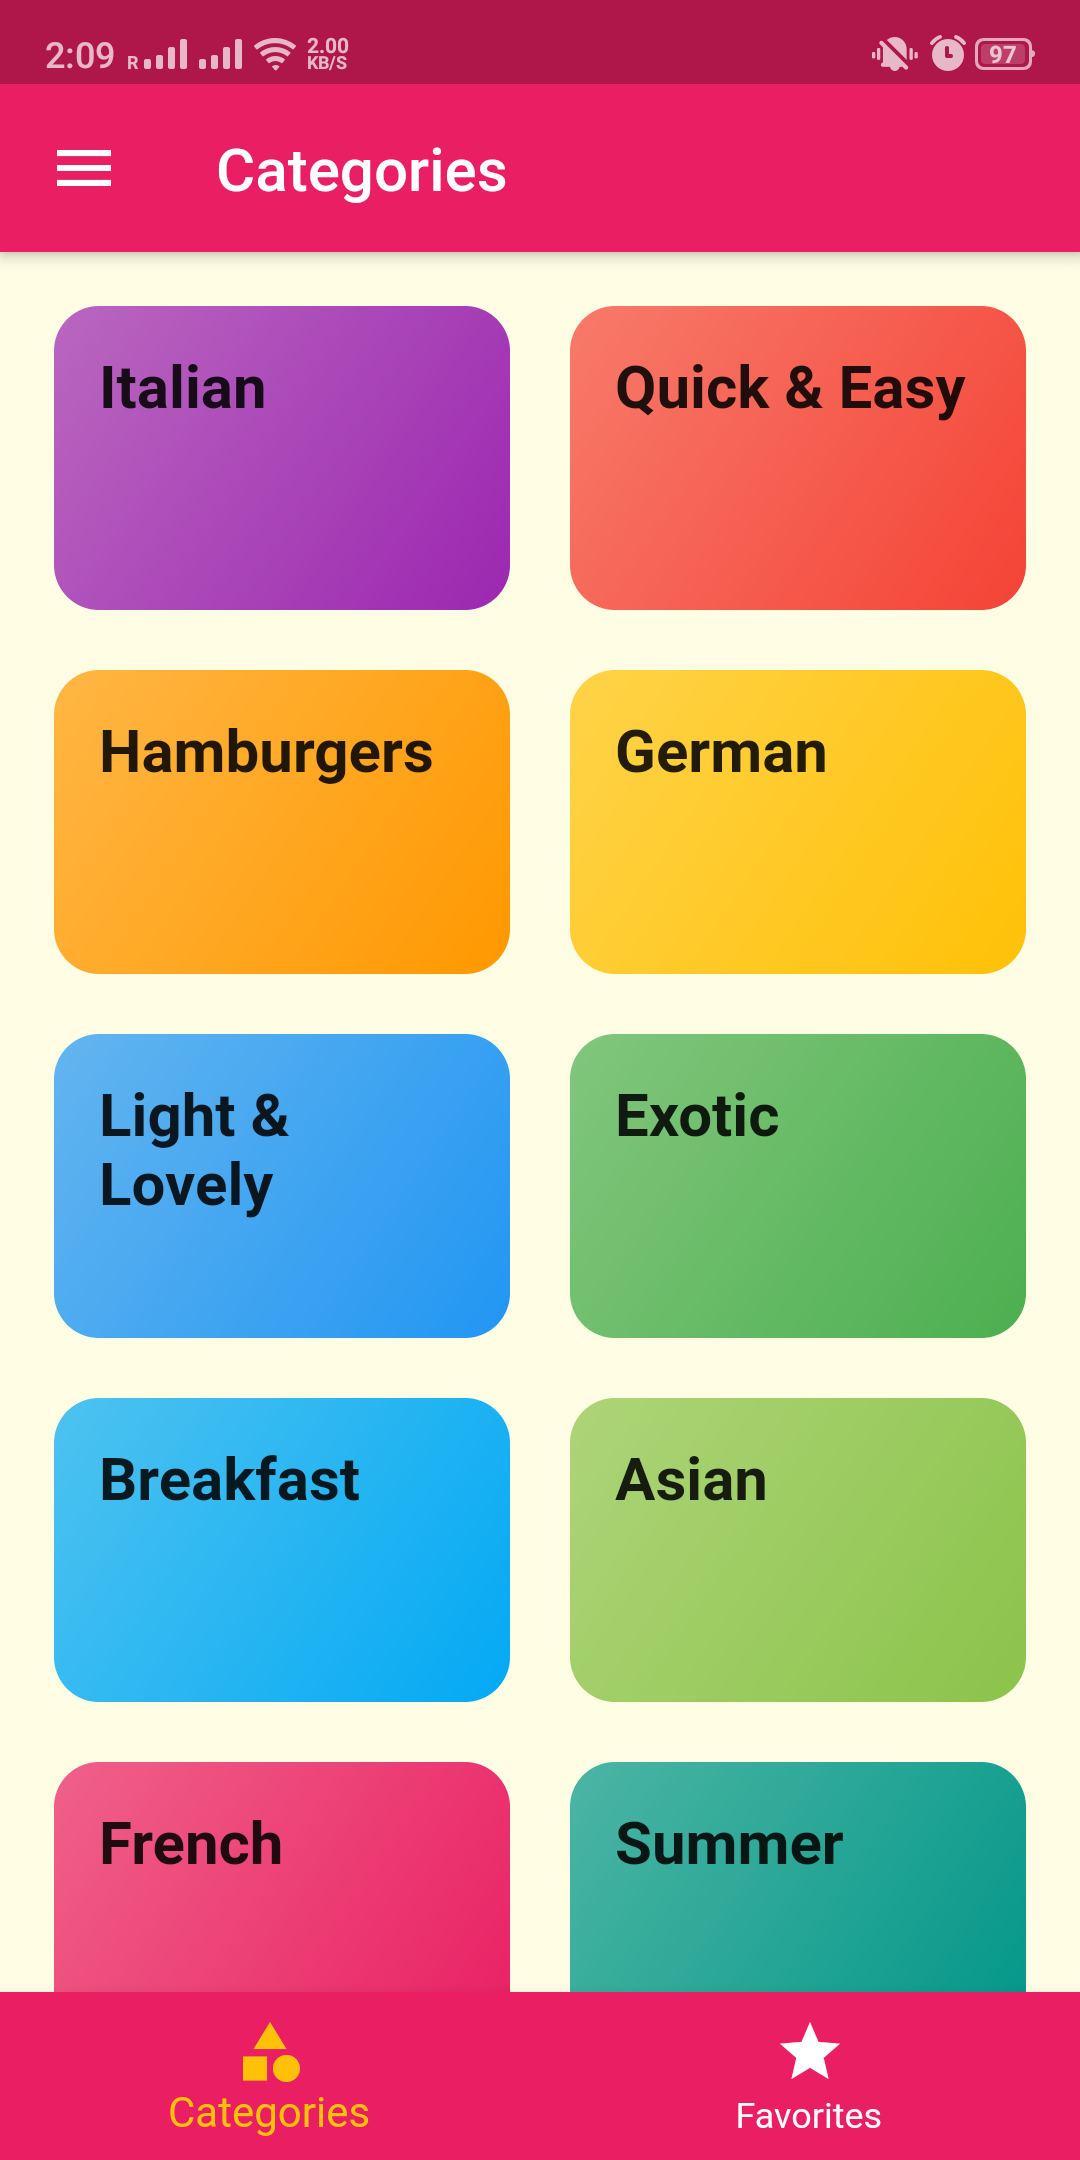 2:09 R 2.00 KB/S 97
Categories
Italian
Quick & Easy
Hamburgers
German
Light &
Lovely
Exotic
Breakfast
Asian
French
Summer
Categories
Favorites